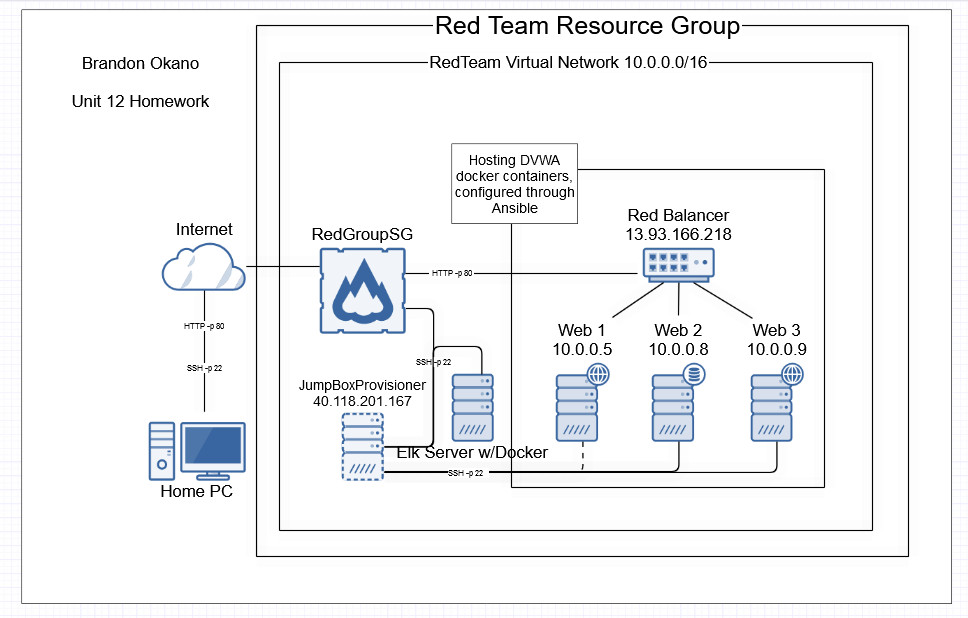 Red Team Resource Group
RedTeam Virtual Network 10.0.0.0/16
Brandon Okano
Unit 12 Homework
Hosting DVWA
docker containers,
configured through
Ansible
Red Balancer
13.93.166.218
Internet
RedGroupSG
HTTP -p 80
HTTP -p 80
SSH -p 22
SSH -p 22
Web 1
10.0.0.5
Web 2
10.0.0.8
Web 3
10.0.0.9
JumpBoxProvisioner
40.118.201.167
Elk Server w/Docker
SSH -p 22
Home PC